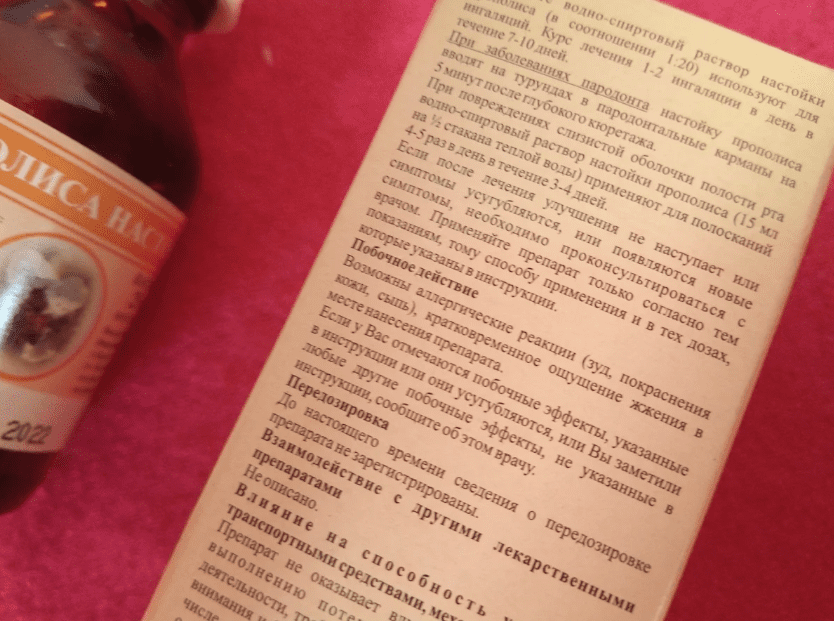 ОЛИСА НАС
2022
водно-спиртовый раствор настойки
(в соотношении 1:20) используют для
ингаляций. Курс лечения 1-2 ингаляции в день в
течение 7-10 дней.
При заболеваниях пародонта настойку прополиса
вводят на турундах в пародонтальные карманы на
5 минут после глубокого кюретажа.
При повреждениях слизистой оболочки полости рта
водно-спиртовый раствор настойки прополиса (15 мл
на ½ стакана теплой воды) применяют для полосканий
4-5 раз в день в течение 3-4 дней.
Если после лечения улучшения не наступает или
симптомы усугубляются, или появляются новые
симптомы, необходимо проконсультироваться с
врачом. Применяйте препарат только согласно тем
показаниям, тому способу применения и в тех дозах,
которые указаны в инструкции.
Побочное действие
Возможны аллергические реакции (зуд, покраснения
кожи, сыпь), кратковременное ощущение жжения в
месте нанесения препарата.
Если у Вас отмечаются побочные эффекты, указанные
в инструкции или они усугубляются, или Вы заметили
любые другие побочные эффекты, не указанные в
инструкции, сообщите об этом врачу.
Передозировка
До настоящего времени сведения о передозировке
препарата не зарегистрированы.
Взаимодействие с другими лекарственными
препаратами
Не описано.
Влияние на способность
транспортными средствами,
Препарат не оказывает
выполнению
деятельности,
внимания и
числе